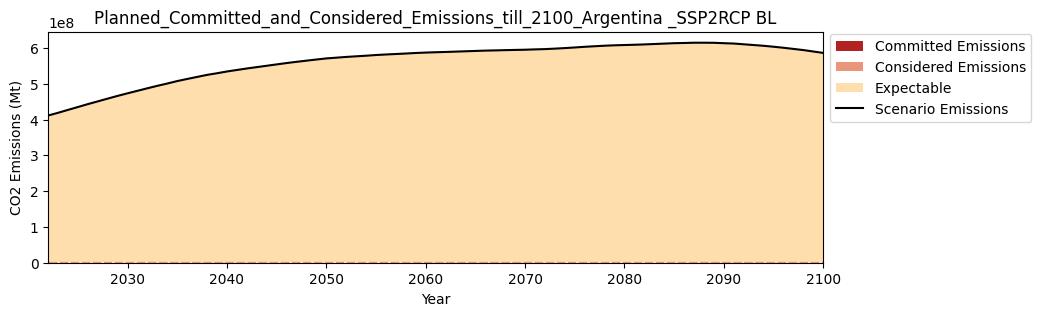 Planned_Committed_and_Considered_Emissions_till_2100_Argentina _SSP2RCP BL
1e8
6
5
4
3
2
1
0
CO2 Emissions (Mt)
2030 2040 2050 2060 2070 2080 2090 2100
Year
Committed Emissions
Considered Emissions
Expectable
Scenario Emissions